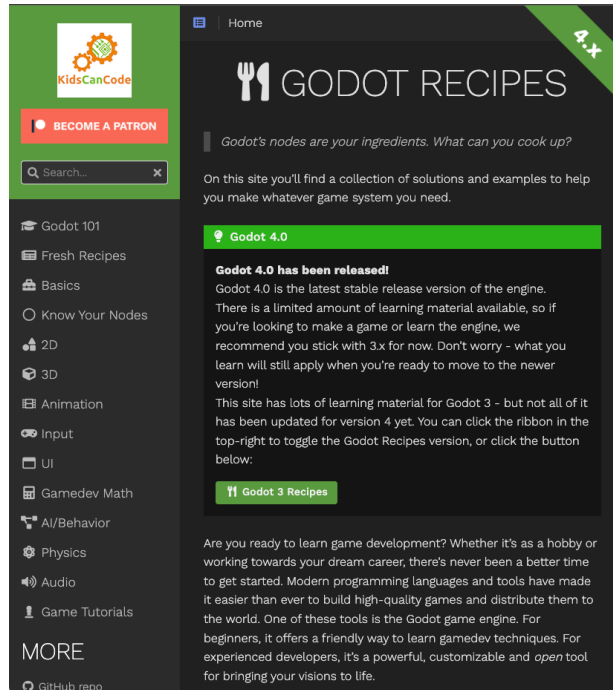 KidsCanCode
BECOME A PATRON
Search...
Godot 101
Fresh Recipes
Basics
Know Your Nodes
2D
3D
Animation
Input
UI
Gamedev Math
AI/Behavior
Physics
Audio
Game Tutorials
MORE
GitHub repo
Home
4.x
GODOT RECIPES
Godot's nodes are your ingredients. What can you cook up?
On this site you'll find a collection of solutions and examples to help
you make whatever game system you need.
Godot 4.0
Godot 4.0 has been released!
Godot 4.0 is the latest stable release version of the engine.
There is a limited amount of learning material available, so if
you're looking to make a game or learn the engine, we
recommend you stick with 3.x for now. Don't worry - what you
learn will still apply when you're ready to move to the newer
version!
This site has lots of learning material for Godot 3 - but not all of it
has been updated for version 4 yet. You can click the ribbon in the
top-right to toggle the Godot Recipes version, or click the button
below:
Godot 3 Recipes
Are you ready to learn game development? Whether it's as a hobby or
working towards your dream career, there's never been a better time
to get started. Modern programming languages and tools have made
it easier than ever to build high-quality games and distribute them to
the world. One of these tools is the Godot game engine. For
beginners, it offers a friendly way to learn gamedev techniques. For
experienced developers, it's a powerful, customizable and open tool
for bringing your visions to life.